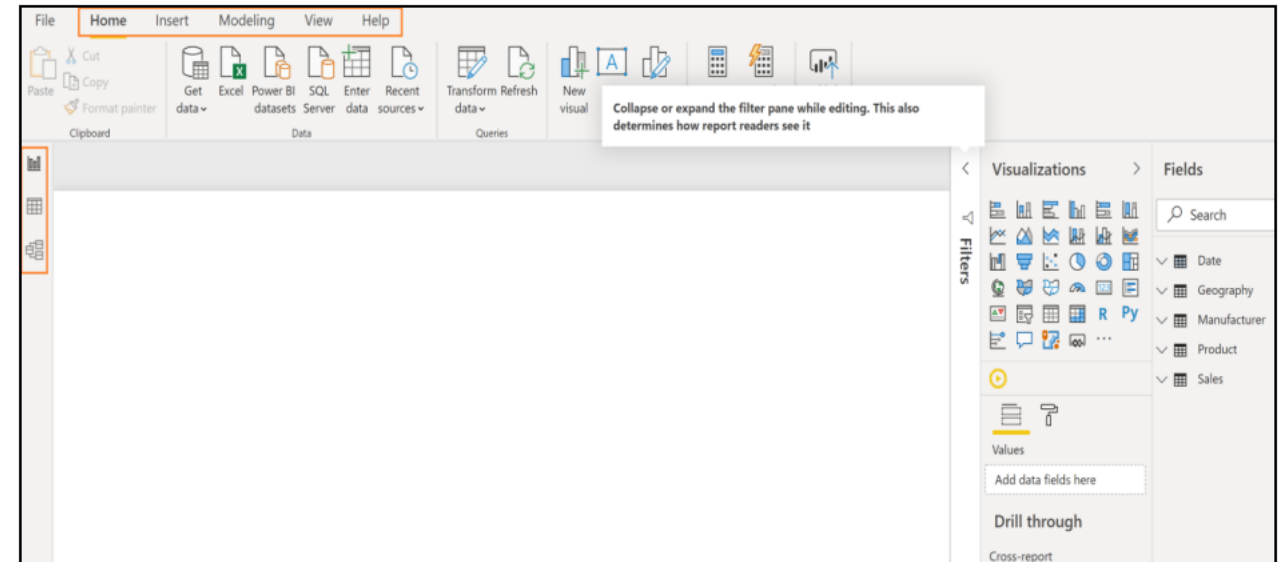 File Home Insert Modeling View Help
Cut
Copy
Format painter
Paste
Clipboard
Get data
Excel
Power BI datasets
SQL Server
Enter data
Recent sources
Data
Transform data
Refresh
Queries
New visual
A
Collapse or expand the filter pane while editing. This also
determines how report readers see it
Filters
Visualizations
123
R Py
Values
Add data fields here
Drill through
Cross-report
Fields
Search
Date
Geography
Manufacturer
Product
Sales